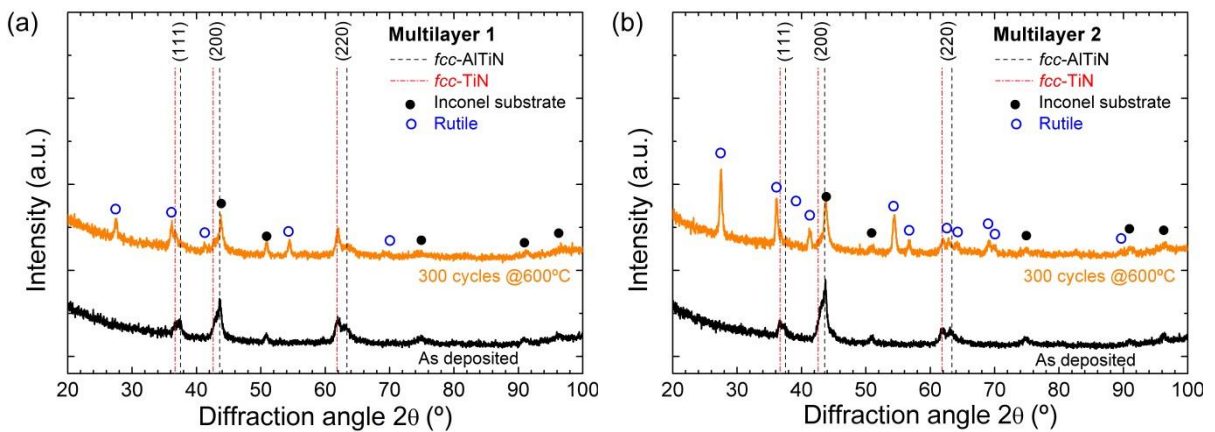 (a)
(111)
(200)
(220)
Multilayer 1
fcc-AlTiN
fcc-TiN
Inconel substrate
Rutile
Intensity (a.u.)
300 cycles @600ºC
As deposited
20 30 40 50 60 70 80 90 100
Diffraction angle 2θ (º)
(b)
(111)
(200)
(220)
Multilayer 2
fcc-AlTiN
fcc-TiN
Inconel substrate
Rutile
Intensity (a.u.)
300 cycles @600ºC
As deposited
20 30 40 50 60 70 80 90 100
Diffraction angle 2θ (º)